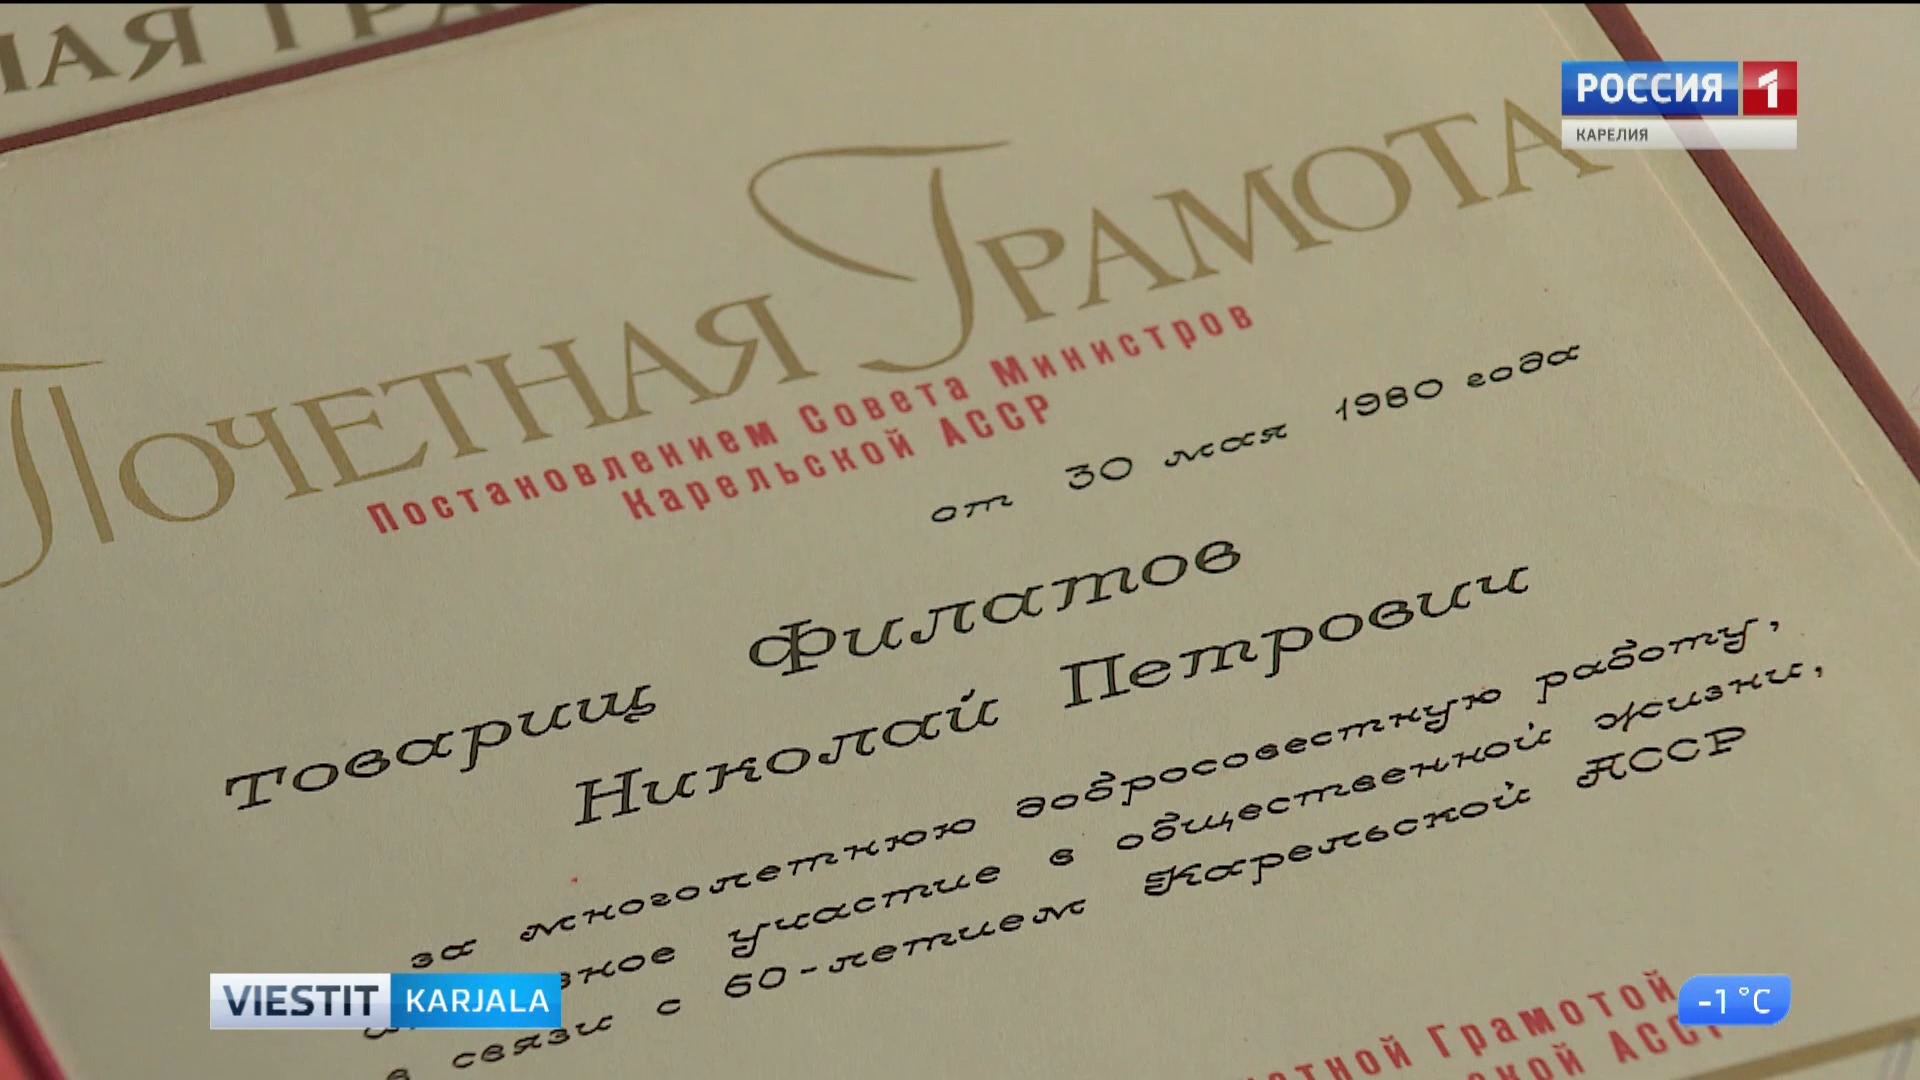 РОССИЯ 1
КАРЕЛИЯ
ПОЧЕТНАЯ ГРАМОТА
Постановлением Совета Министров
Карельской АССР
от 30 мая 1980 года
Товарищ Филатов
Николай Петрович
за многолетнюю добросовестную работу,
участие в общественной жизни,
в связи с 60-летием Карельской АССР
Грамотой
АССР
VIESTIT KARJALA
-1 °C